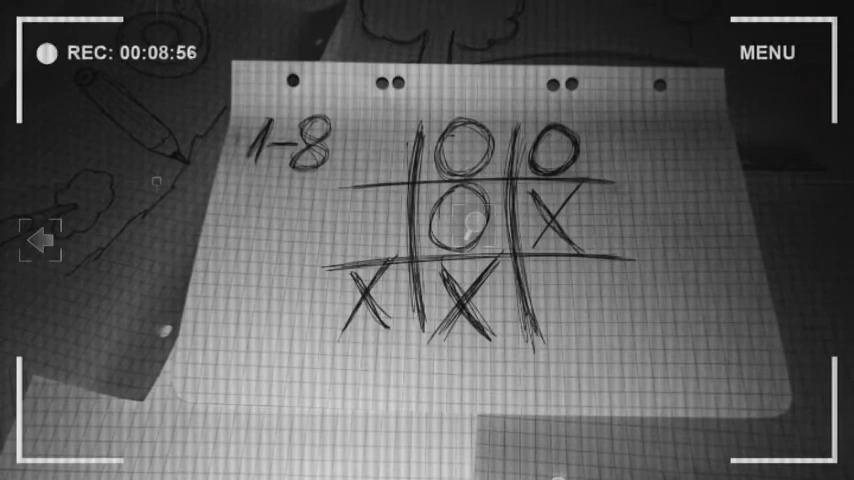 REC: 00:08:56
MENU
1-8
O O
O X
X X